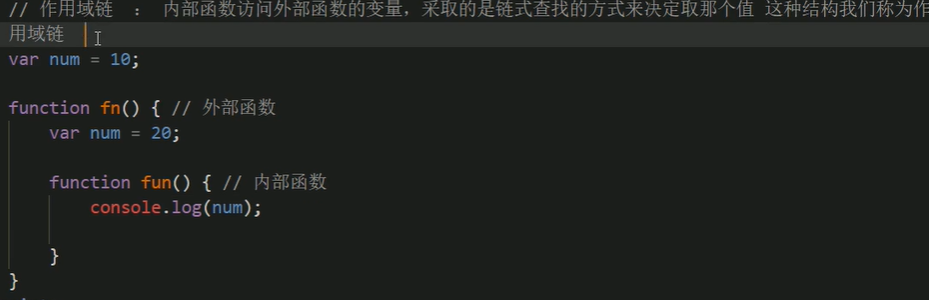 // 作用域链 ： 内部函数访问外部函数的变量，采取的是链式查找的方式来决定取那个值 这种结构我们称为作
用域链
var num = 10;
function fn() { // 外部函数
var num = 20;
function fun() { // 内部函数
console.log(num);
}
}